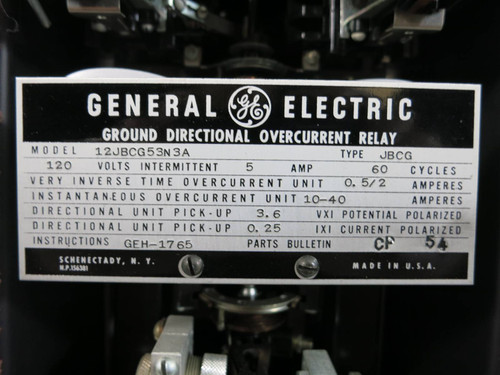 GENERAL GE ELECTRIC
GROUND DIRECTIONAL OVERCURRENT RELAY
MODEL 12JBCG53N3A TYPE JBCG
120 VOLTS INTERMITTENT 5 AMP 60 CYCLES
VERY INVERSE TIME OVERCURRENT UNIT 0.5/2 AMPERES
INSTANTANEOUS OVERCURRENT UNIT 10-40 AMPERES
DIRECTIONAL UNIT PICK-UP 3.6 VXI POTENTIAL POLARIZED
DIRECTIONAL UNIT PICK-UP 0.25 IXI CURRENT POLARIZED
INSTRUCTIONS GEH-1765 PARTS BULLETIN CP 54
SCHENECTADY, N. Y. MADE IN U.S.A.
N.P.156381